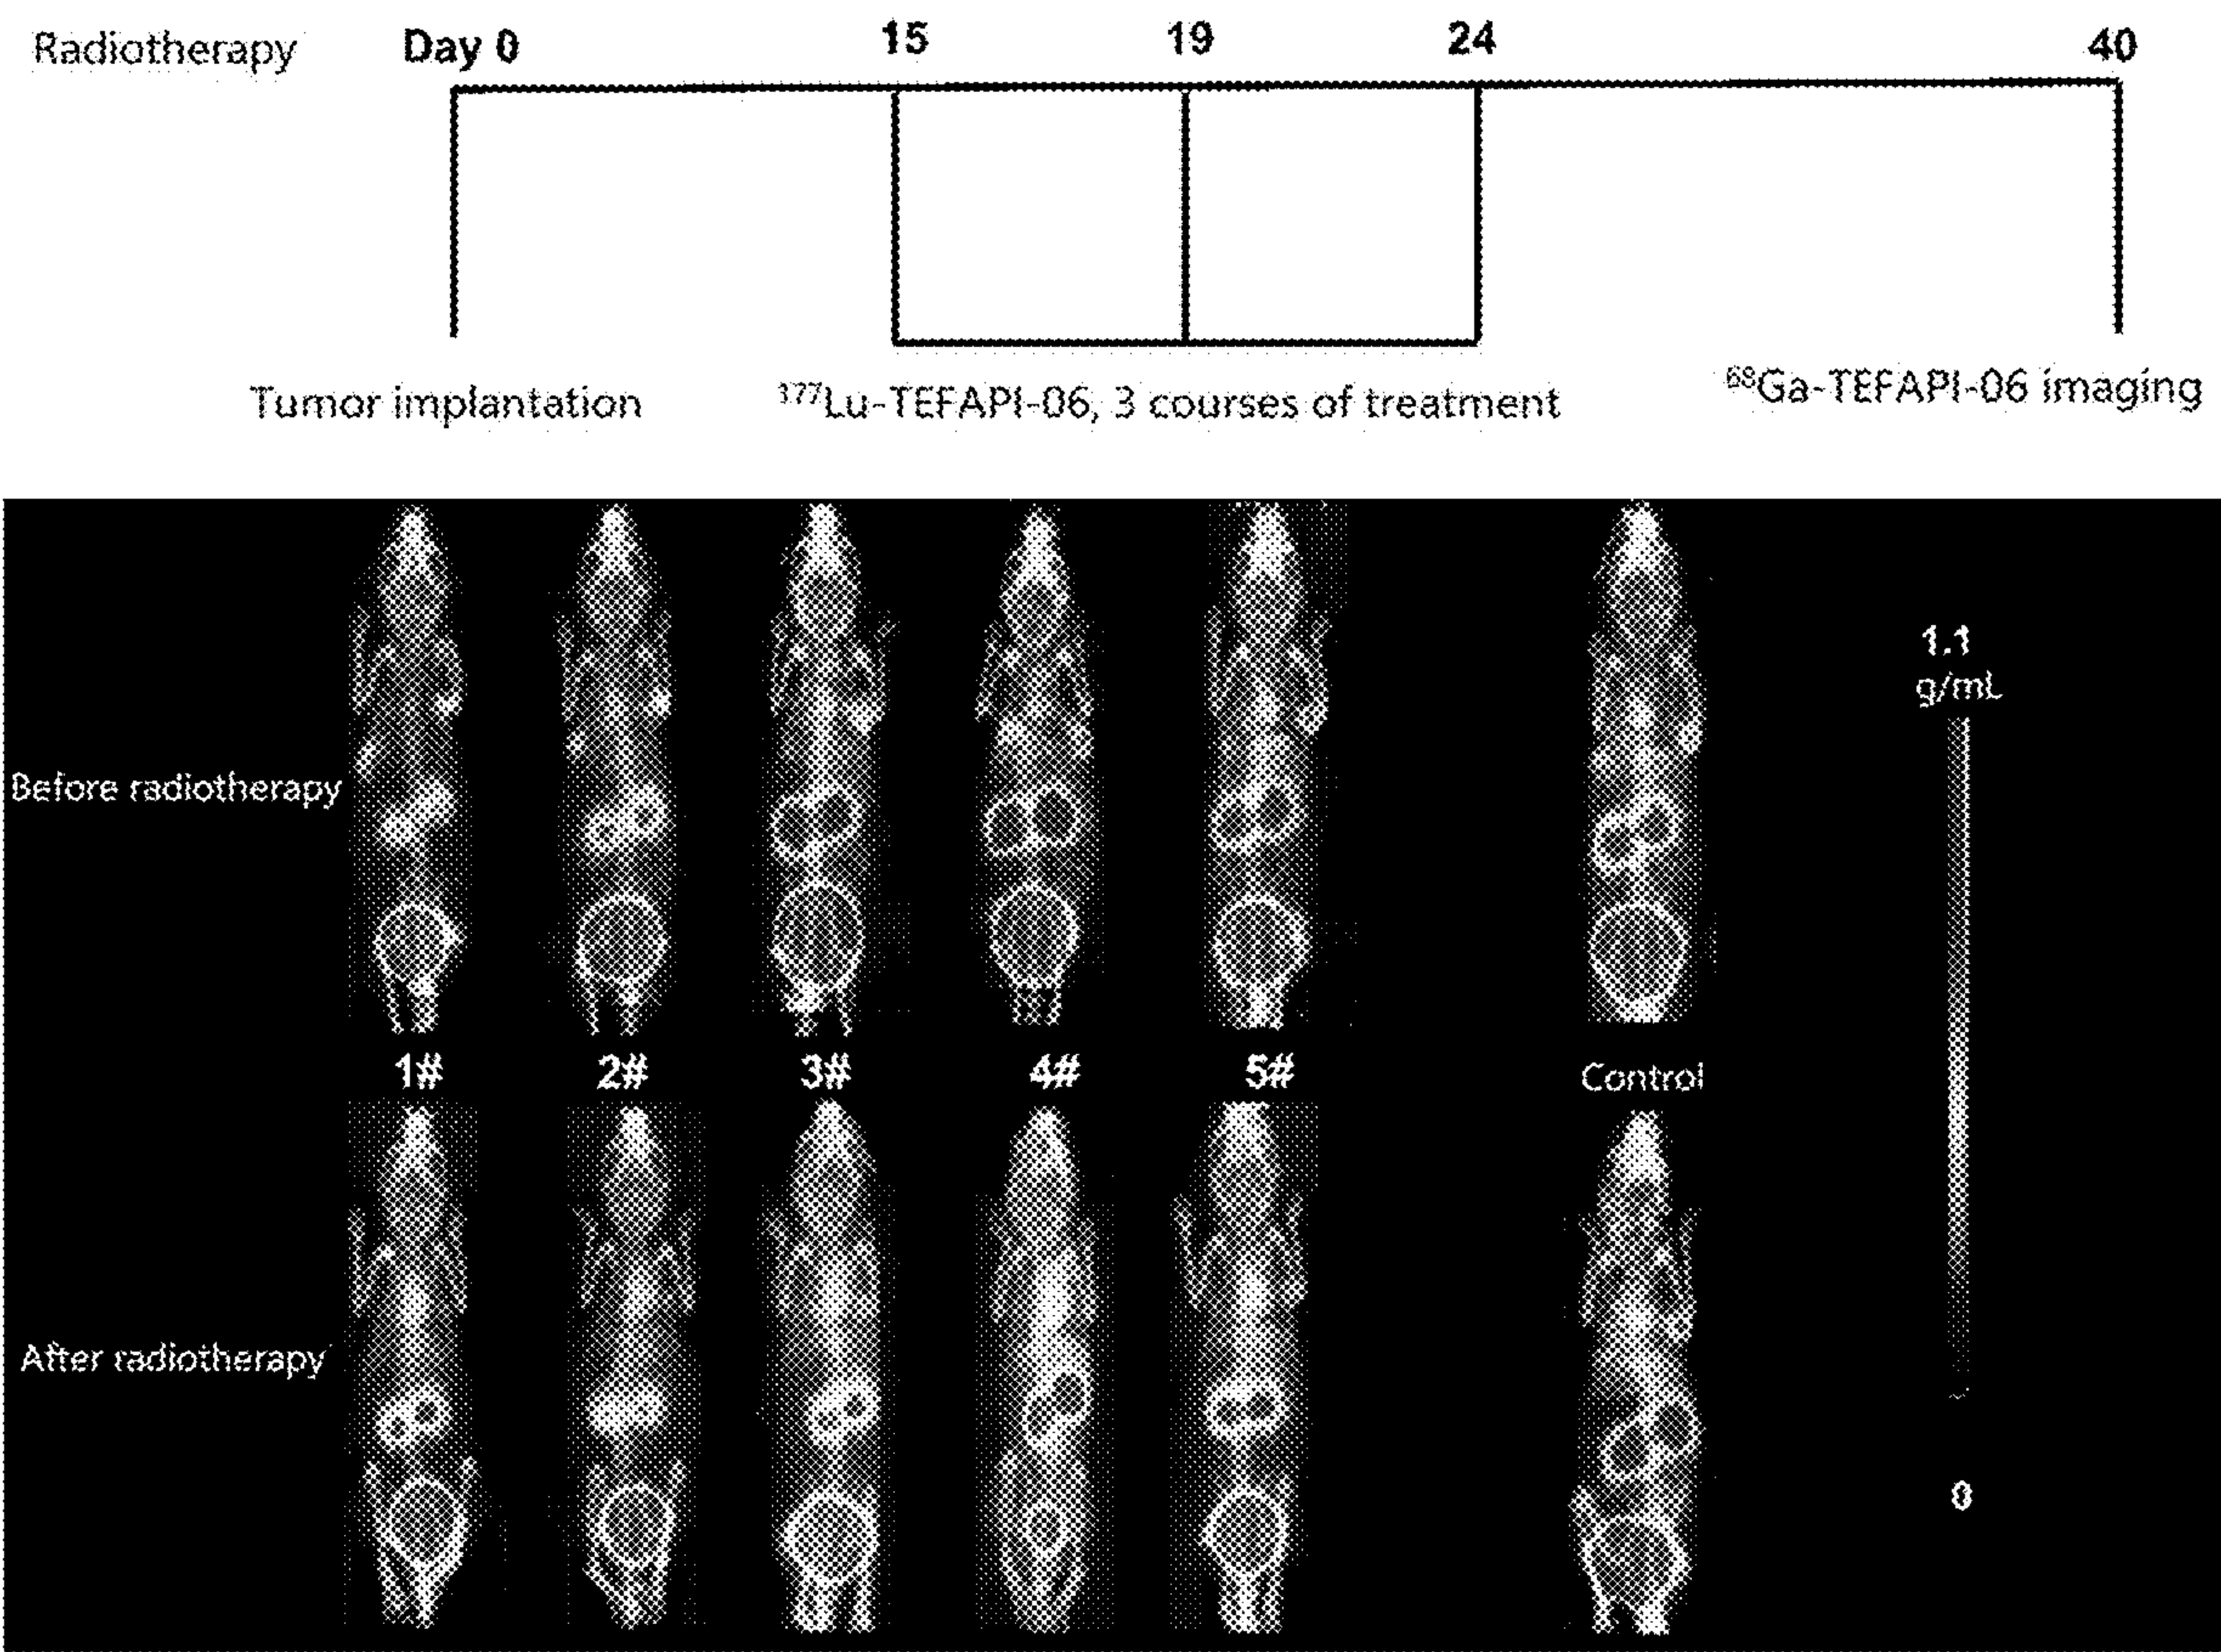 Radiotherapy Day 0 15 19 24 40
Tumor implantation ¹⁷⁷Lu-TEFAPI-06, 3 courses of treatment ⁶⁸Ga-TEFAPI-06 imaging
1.1
g/mL
Before radiotherapy
1# 2# 3# 4# 5# Control
After radiotherapy
0